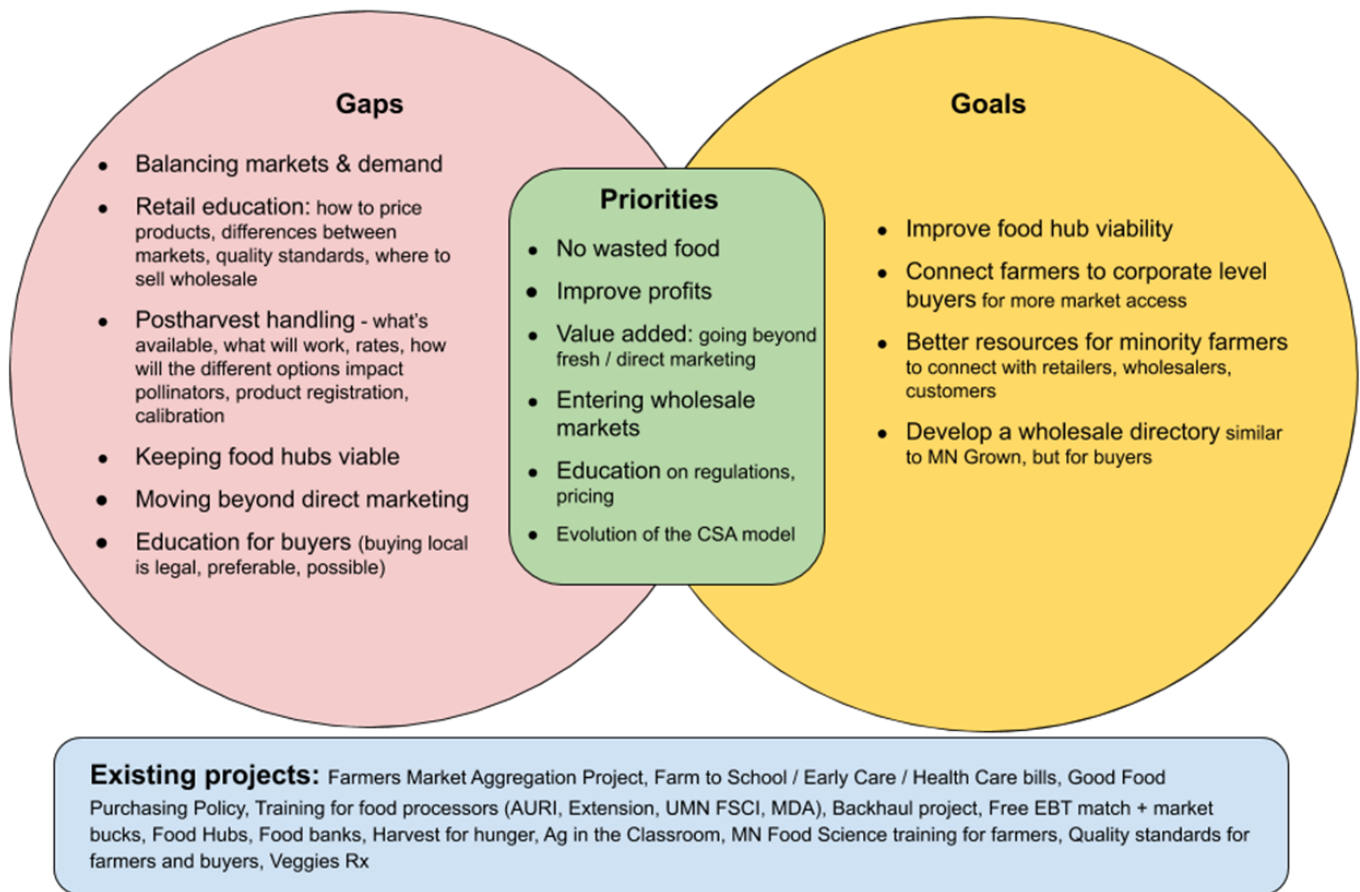 Gaps
• Balancing markets & demand
• Retail education: how to price
products, differences between
markets, quality standards, where to
sell wholesale
• Postharvest handling - what's
available, what will work, rates, how
will the different options impact
pollinators, product registration,
calibration
• Keeping food hubs viable
• Moving beyond direct marketing
• Education for buyers (buying local
is legal, preferable, possible)
Priorities
• No wasted food
• Improve profits
• Value added: going beyond
fresh / direct marketing
• Entering wholesale
markets
• Education on regulations,
pricing
• Evolution of the CSA model
Goals
• Improve food hub viability
• Connect farmers to corporate level
buyers for more market access
• Better resources for minority farmers
to connect with retailers, wholesalers,
customers
• Develop a wholesale directory similar
to MN Grown, but for buyers
Existing projects: Farmers Market Aggregation Project, Farm to School / Early Care / Health Care bills, Good Food
Purchasing Policy, Training for food processors (AURI, Extension, UMN FSCI, MDA), Backhaul project, Free EBT match + market
bucks, Food Hubs, Food banks, Harvest for hunger, Ag in the Classroom, MN Food Science training for farmers, Quality standards for
farmers and buyers, Veggies Rx